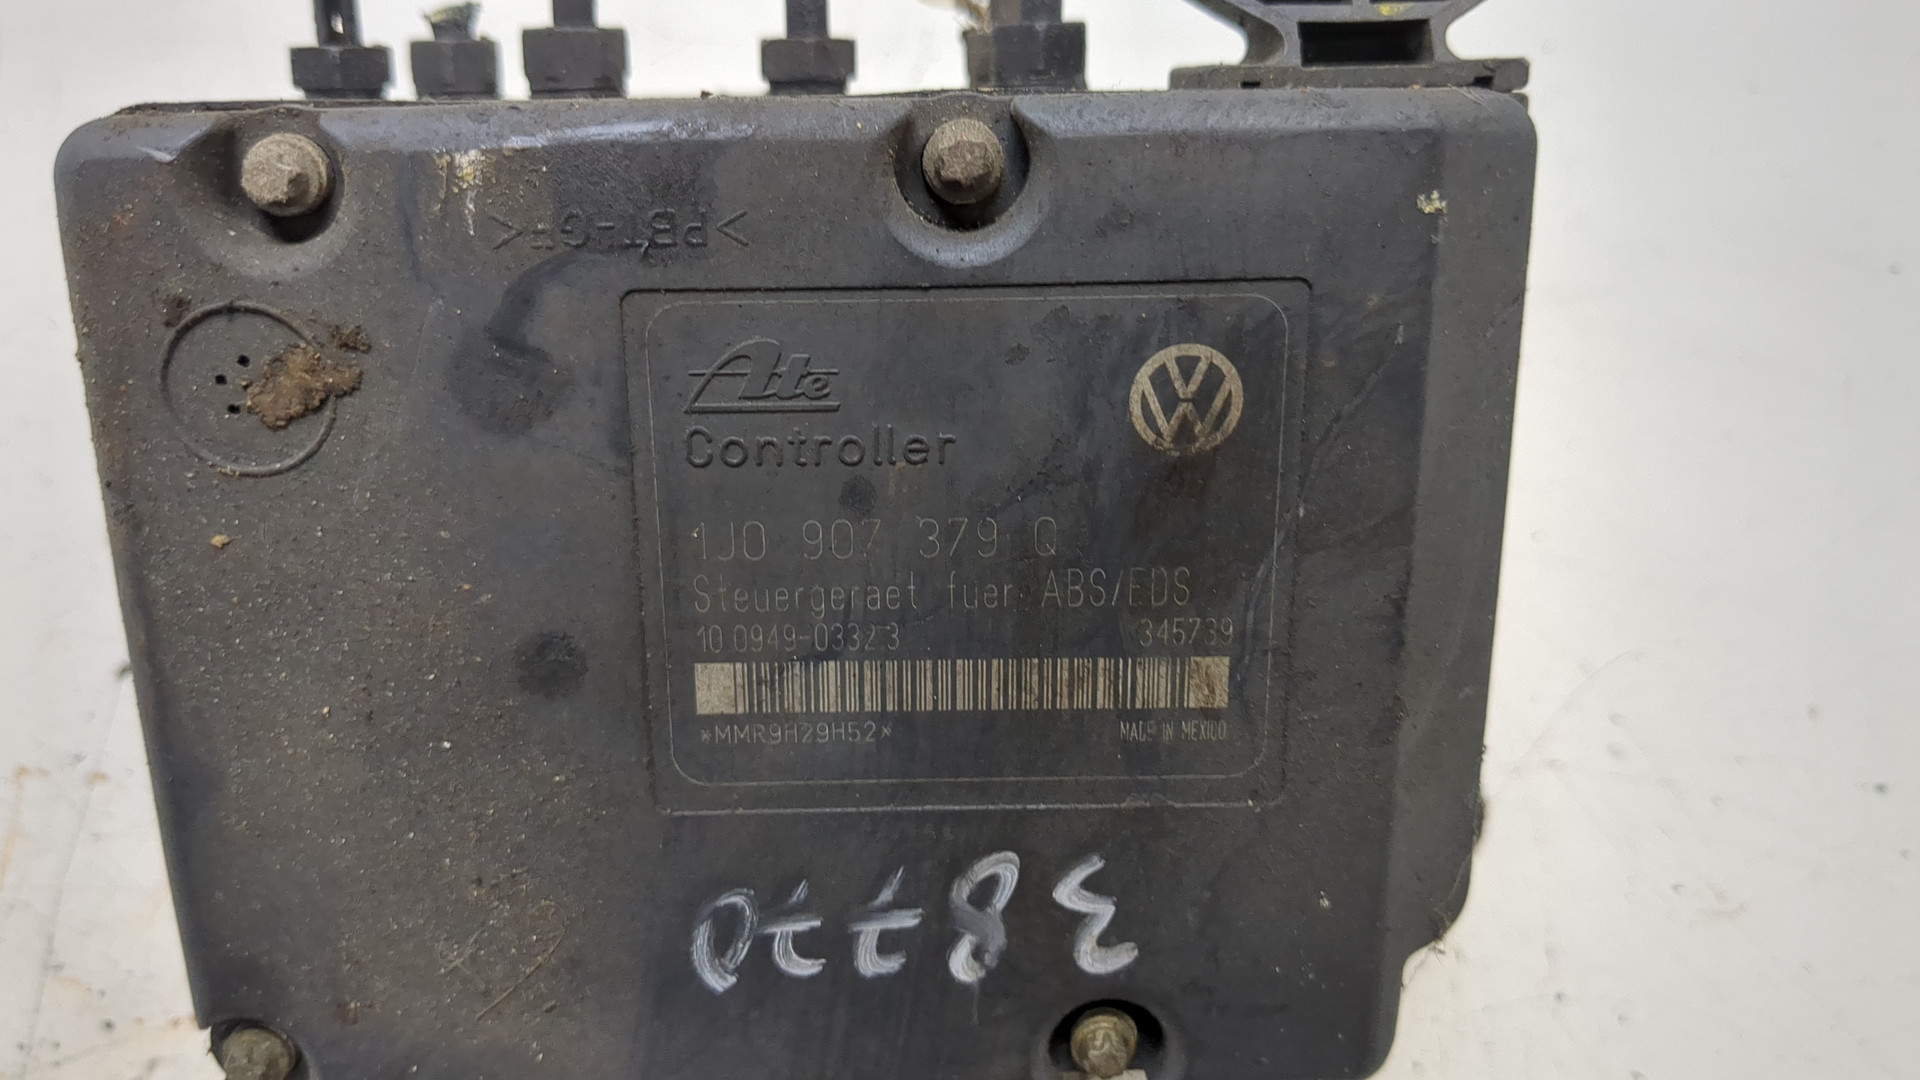 >PBT-GF<
Ate
Controller
1J0 907 379 Q
Steuergeraet fuer ABS/EDS
10.0949-0332.3 345739
*MMR9H29H52*
MADE IN MEXICO
38770